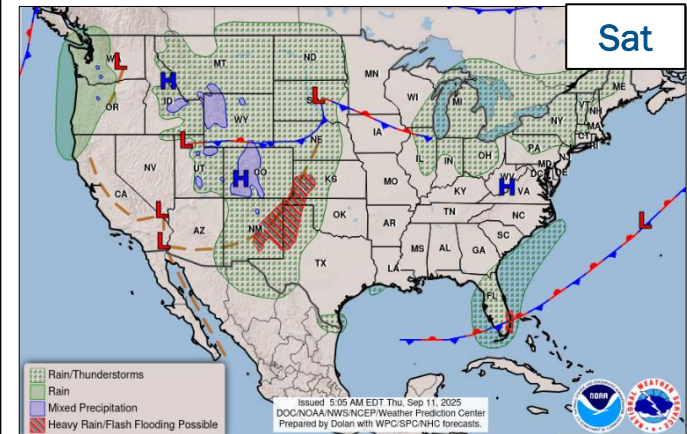 Sat
WA
L
MT
ND
MN
ME
H
ID
OR
L
S
WI
MI
VT
NH
WY
NY
MA
CT
RI
L
IA
NE
PA
NJ
NV
UT
H
CO
IL
IN
OH
MD
DE
DC
WV
H
VA
CA
KS
MO
KY
L
L
AZ
NM
OK
TN
NC
L
AR
SC
TX
MS
AL
GA
LA
FL
L
Rain/Thunderstorms
Rain
Mixed Precipitation
Heavy Rain/Flash Flooding Possible
Issued 5:05 AM EDT Thu, Sep 11, 2025
DOC/NOAA/NWS/NCEP/Weather Prediction Center
Prepared by Dolan with WPC/SPC/NHC forecasts.
NOAA
NATIONAL WEATHER SERVICE